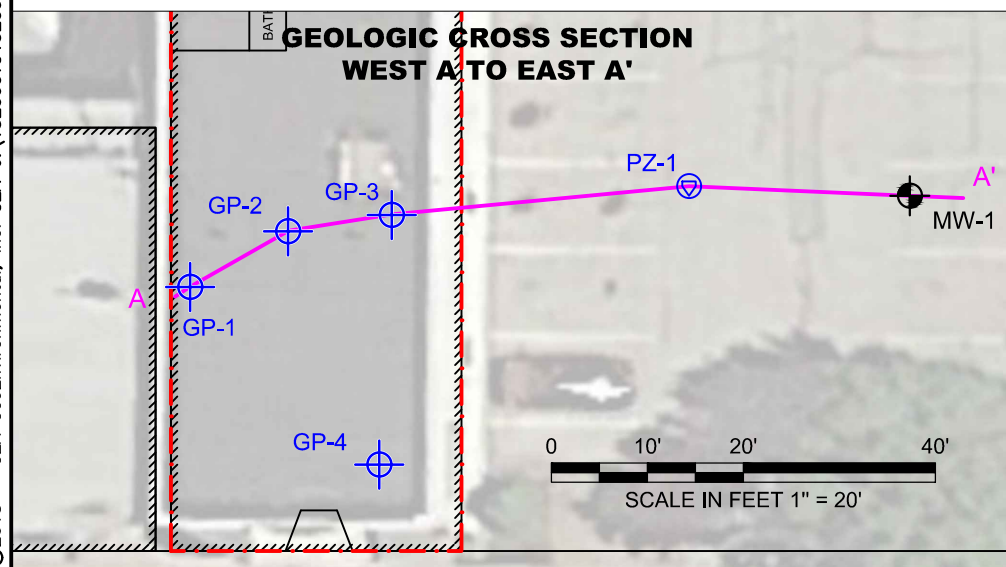 BATH
GEOLOGIC CROSS SECTION
WEST A TO EAST A'
PZ-1
A'
GP-3
GP-2
MW-1
A
GP-1
GP-4
0 10' 20' 40'
SCALE IN FEET 1" = 20'